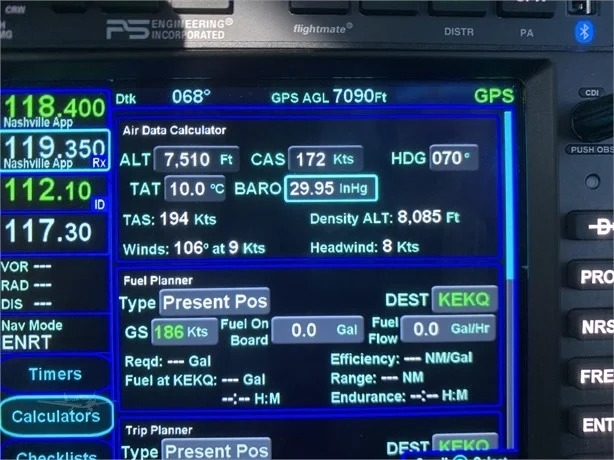 CRW
MG
PS ENGINEERING® INCORPORATED
flightmate®
DISTR
PA
118.400
Nashville App
119.350
Nashville App Rx
112.10
ID
117.30
VOR ---
RAD ---
DIS ---
Nav Mode
ENRT
Timers
Calculators
Checklists
Dtk 068° GPS AGL 7090Ft GPS
Air Data Calculator
ALT 7,510 Ft CAS 172 Kts HDG 070°
TAT 10.0 °C BARO 29.95 InHg
TAS: 194 Kts Density ALT: 8,085 Ft
Winds: 106° at 9 Kts Headwind: 8 Kts
Fuel Planner
Type Present Pos DEST KEKQ
GS 186 Kts Fuel On Board 0.0 Gal Fuel Flow 0.0 Gal/Hr
Reqd: --- Gal Efficiency: --- NM/Gal
Fuel at KEKQ: --- Gal Range: --- NM
--:-- H:M Endurance: --:-- H:M
Trip Planner
Type Present Pos DEST KEKQ
CDI
PUSH OBS
D
PRO
NRS
FRE
ENT